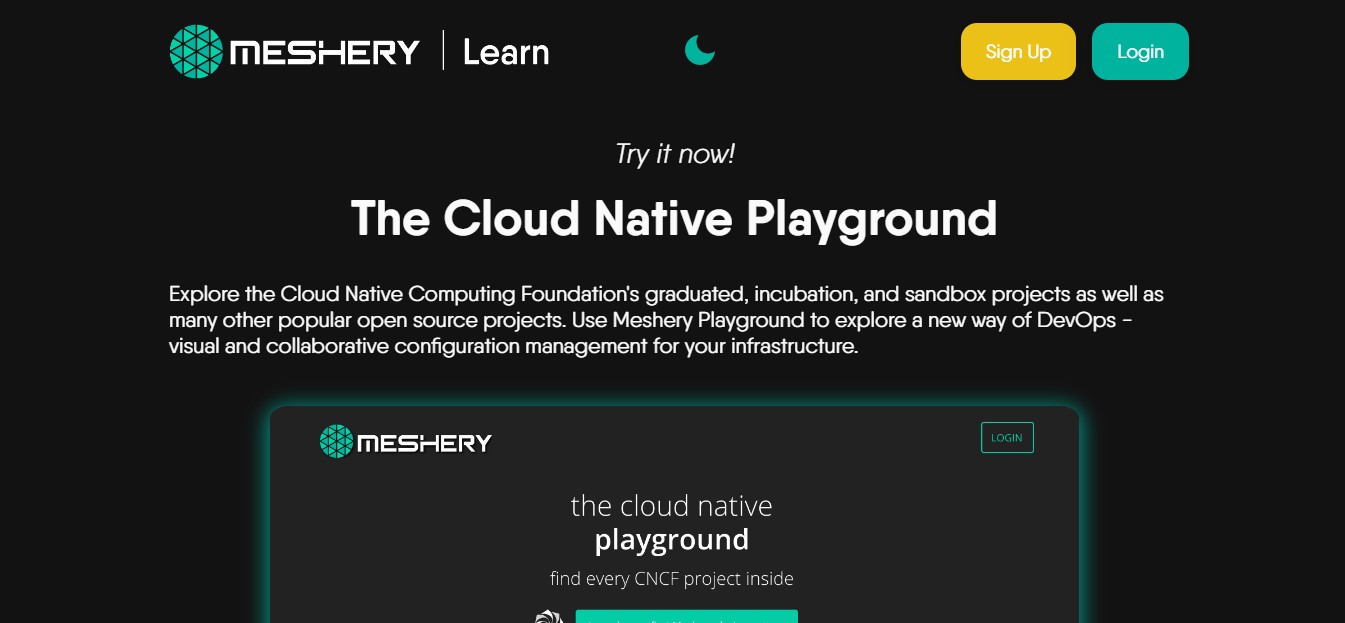 MESHERY | Learn
Sign Up
Login
Try it now!
The Cloud Native Playground
Explore the Cloud Native Computing Foundation's graduated, incubation, and sandbox projects as well as
many other popular open source projects. Use Meshery Playground to explore a new way of DevOps -
visual and collaborative configuration management for your infrastructure.
MESHERY
LOGIN
the cloud native
playground
find every CNCF project inside